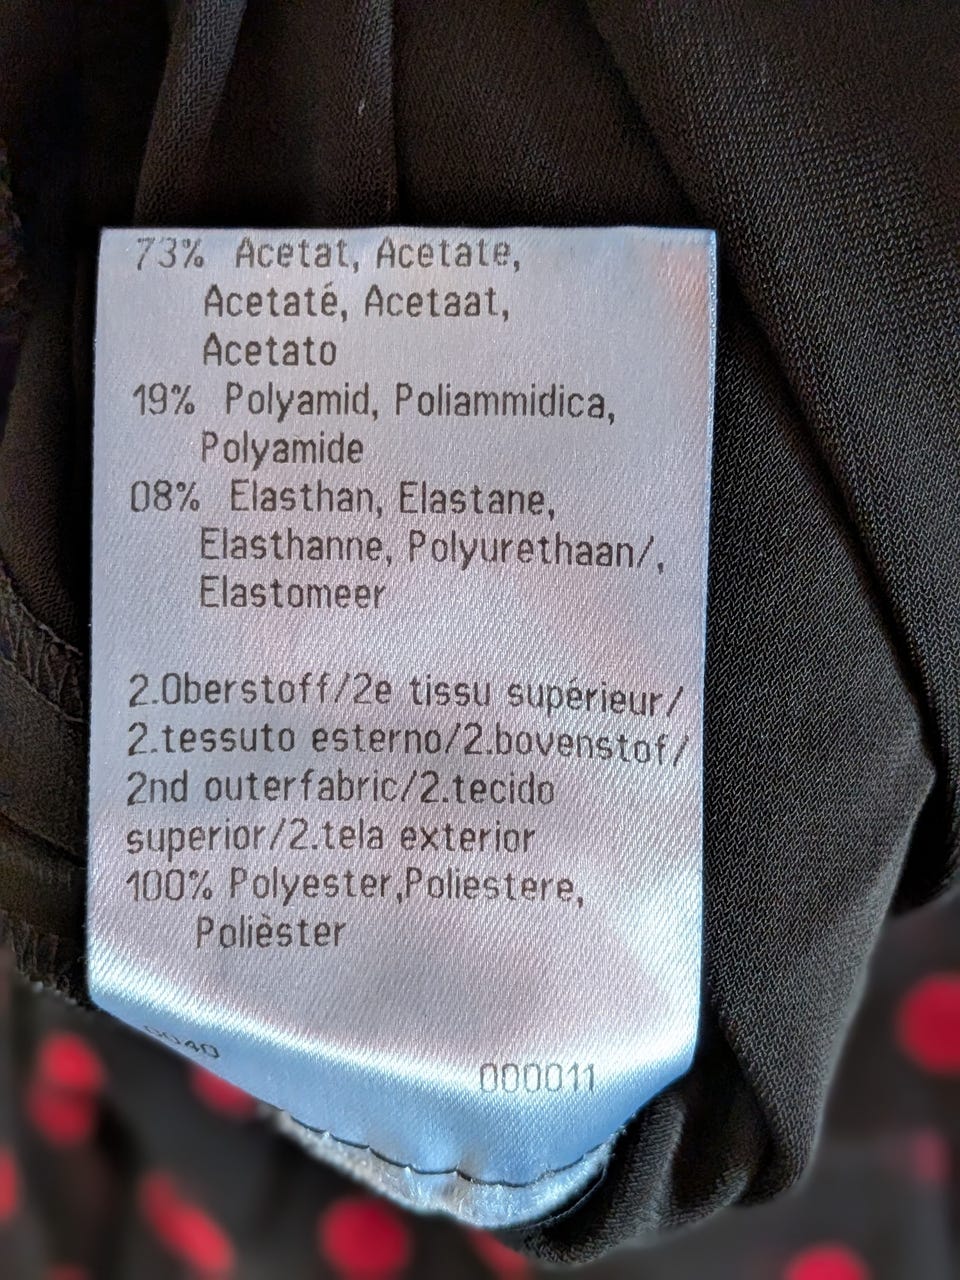 73% Acetat, Acetate,
Acetaté, Acetaat,
Acetato
19% Polyamid, Poliammidica,
Polyamide
08% Elasthan, Elastane,
Elasthanne, Polyurethaan/,
Elastomeer
2.Oberstoff/2e tissu supérieur/
2.tessuto esterno/2.bovenstof/
2nd outerfabric/2.tecido
superior/2.tela exterior
100% Polyester,Poliestere,
Polièster
000011